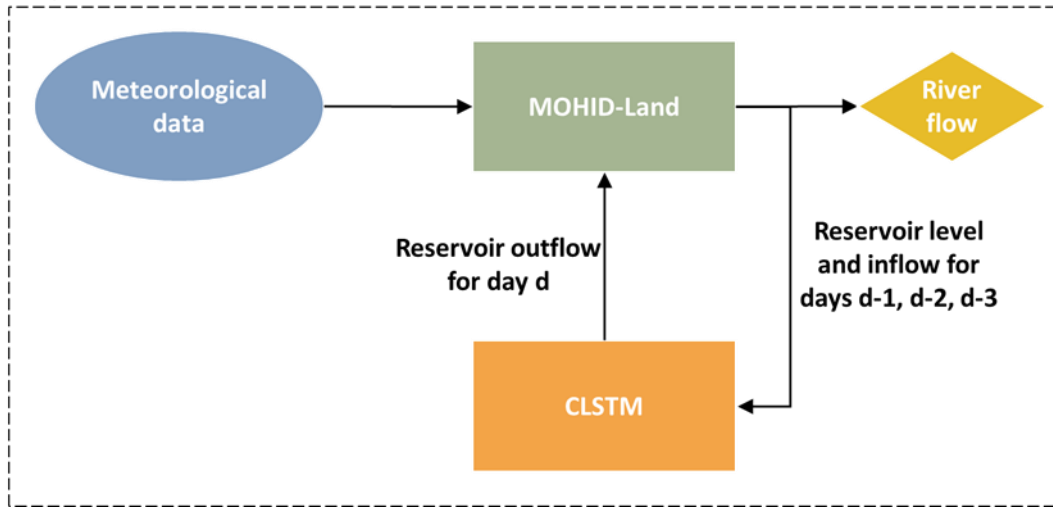 Meteorological
data
MOHID-Land
River
flow
Reservoir outflow
for day d
Reservoir level
and inflow for
days d-1, d-2, d-3
CLSTM